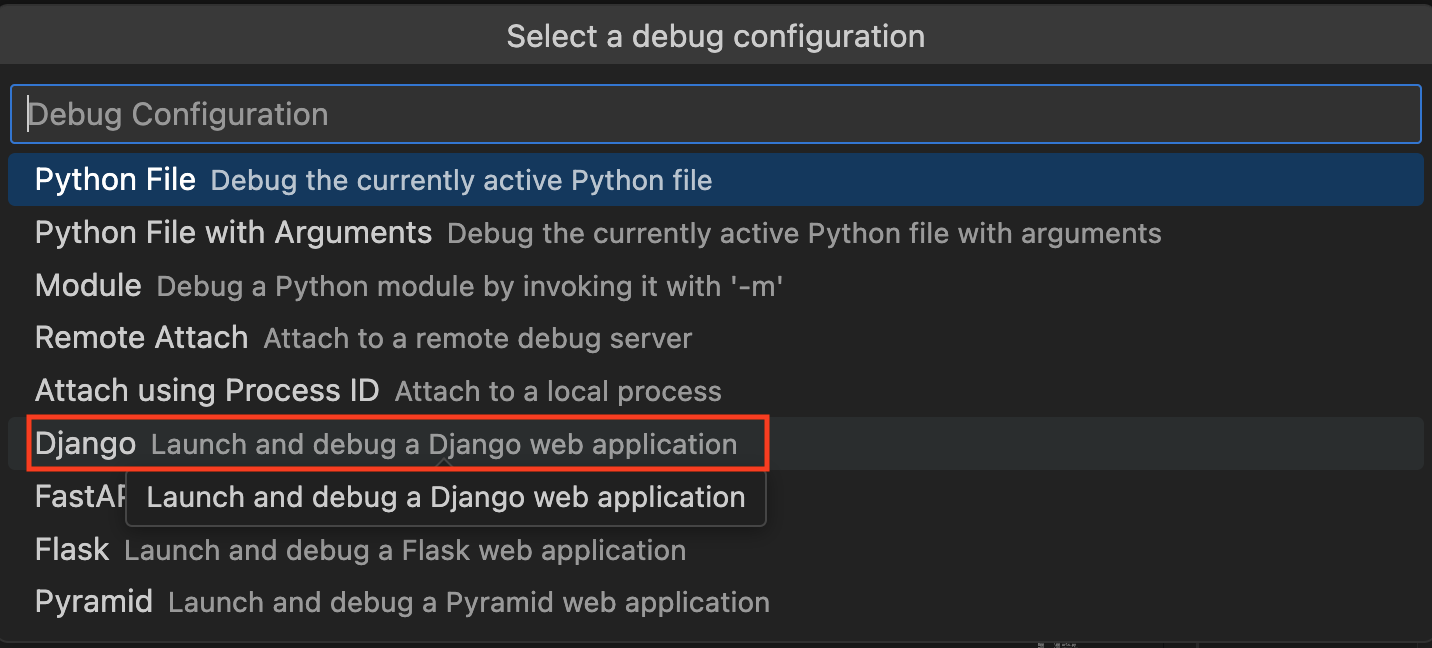 Select a debug configuration
Debug Configuration
Python File Debug the currently active Python file
Python File with Arguments Debug the currently active Python file with arguments
Module Debug a Python module by invoking it with '-m'
Remote Attach Attach to a remote debug server
Attach using Process ID Attach to a local process
Django Launch and debug a Django web application
Launch and debug a Django web application
Flask Launch and debug a Flask web application
Pyramid Launch and debug a Pyramid web application